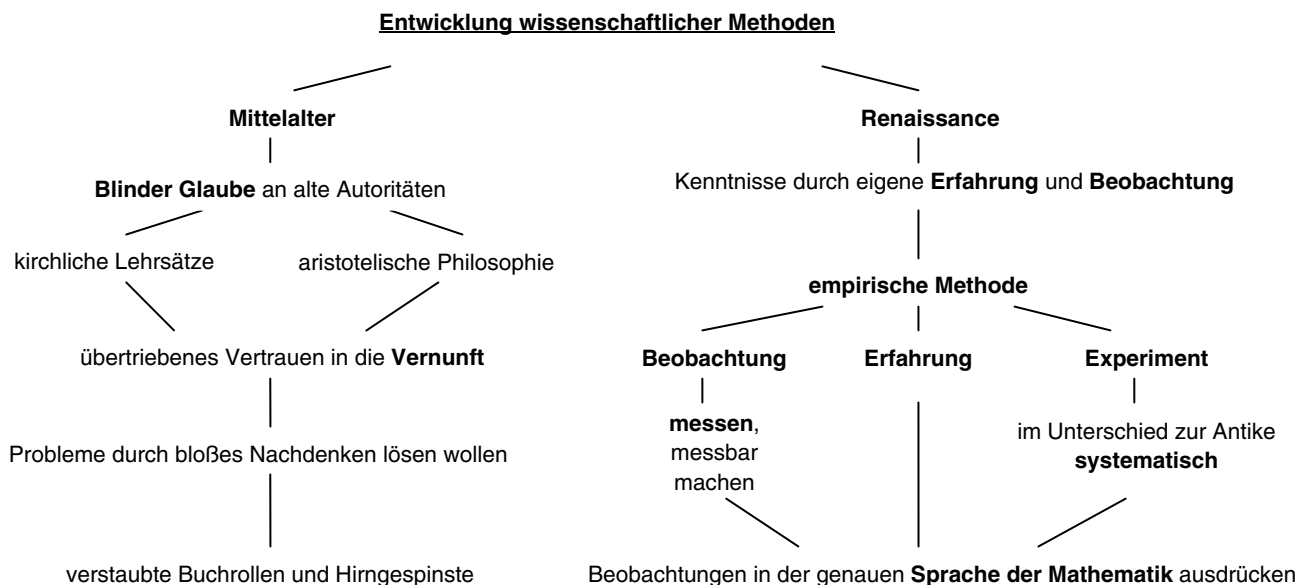 Entwicklung wissenschaftlicher Methoden
Mittelalter
Renaissance
Blinder Glaube an alte Autoritäten
Kenntnisse durch eigene Erfahrung und Beobachtung
kirchliche Lehrsätze
aristotelische Philosophie
empirische Methode
übertriebenes Vertrauen in die Vernunft
Beobachtung
Erfahrung
Experiment
messen,
messbar
machen
im Unterschied zur Antike
systematisch
Probleme durch bloßes Nachdenken lösen wollen
verstaubte Buchrollen und Hirngespinste
Beobachtungen in der genauen Sprache der Mathematik ausdrücken